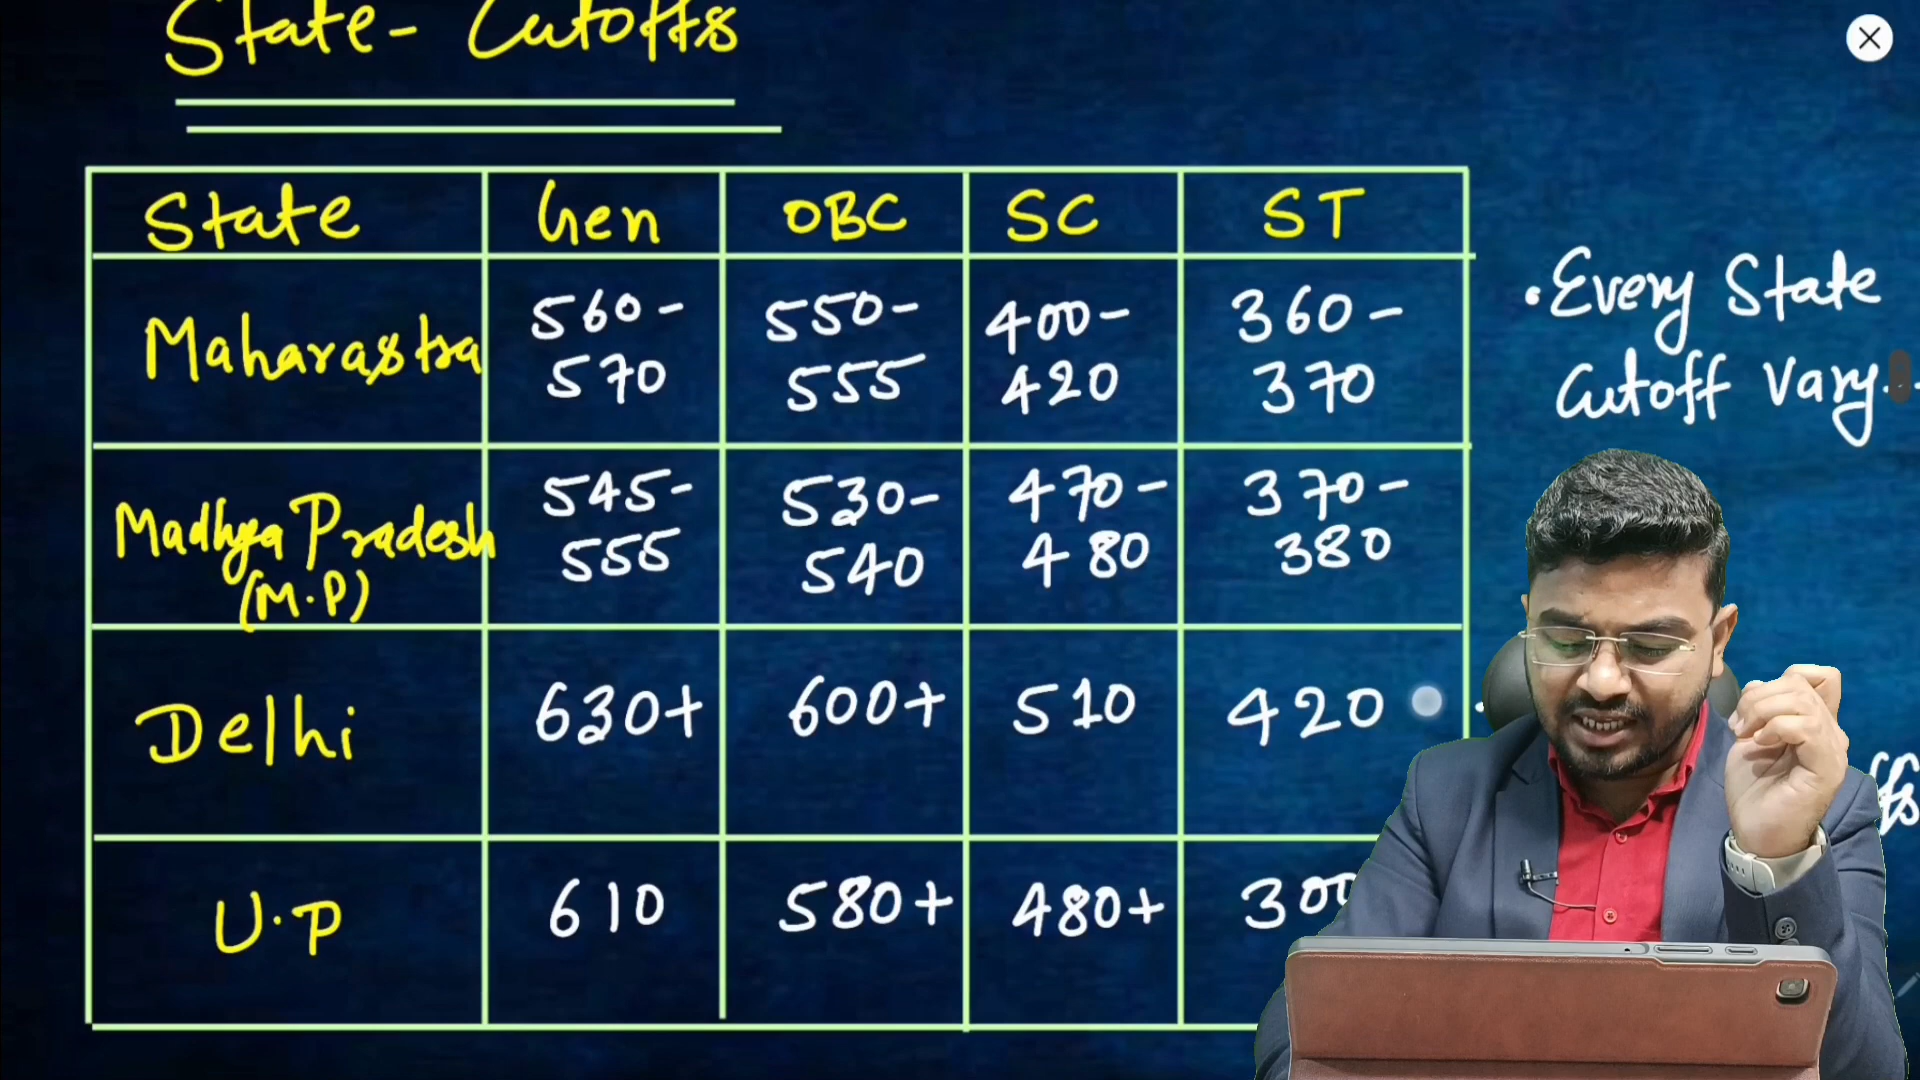 State- Cutoffs
State Gen OBC SC ST
Maharastra 560-570 550-555 400-420 360-370
Madhya Pradesh (M.P) 545-555 530-540 470-480 370-380
Delhi 630+ 600+ 510 420
U.P 610 580+ 480+ 300
• Every State
Cutoff Vary.